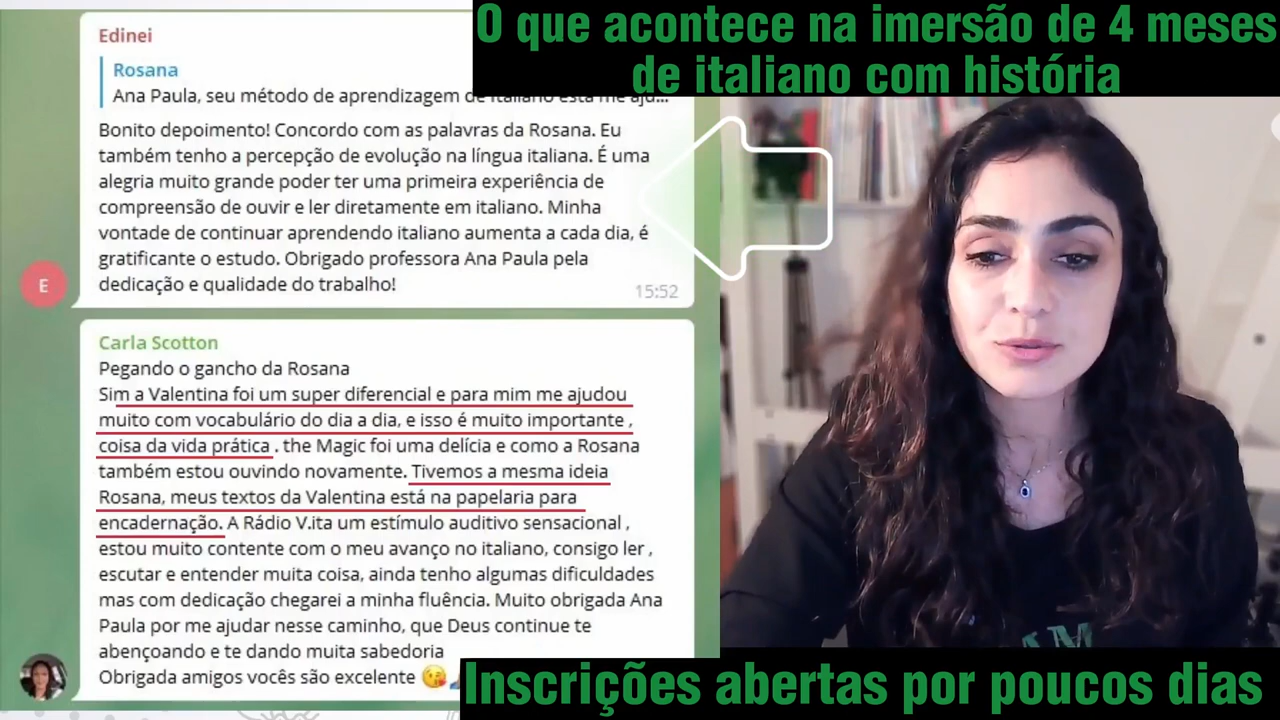 O que acontece na imersão de 4 meses
de italiano com história
Edinei
Rosana
Ana Paula, seu método de aprendizagem de italiano está me aju...
Bonito depoimento! Concordo com as palavras da Rosana. Eu
também tenho a percepção de evolução na língua italiana. É uma
alegria muito grande poder ter uma primeira experiência de
compreensão de ouvir e ler diretamente em italiano. Minha
vontade de continuar aprendendo italiano aumenta a cada dia, é
gratificante o estudo. Obrigado professora Ana Paula pela
dedicação e qualidade do trabalho!
15:52
E
Carla Scotton
Pegando o gancho da Rosana
Sim a Valentina foi um super diferencial e para mim me ajudou
muito com vocabulário do dia a dia, e isso é muito importante ,
coisa da vida prática . the Magic foi uma delícia e como a Rosana
também estou ouvindo novamente. Tivemos a mesma ideia
Rosana, meus textos da Valentina está na papelaria para
encadernação. A Rádio V.ita um estímulo auditivo sensacional ,
estou muito contente com o meu avanço no italiano, consigo ler ,
escutar e entender muita coisa, ainda tenho algumas dificuldades
mas com dedicação chegarei a minha fluência. Muito obrigada Ana
Paula por me ajudar nesse caminho, que Deus continue te
abençoando e te dando muita sabedoria
Obrigada amigos vocês são excelente
Inscrições abertas por poucos dias